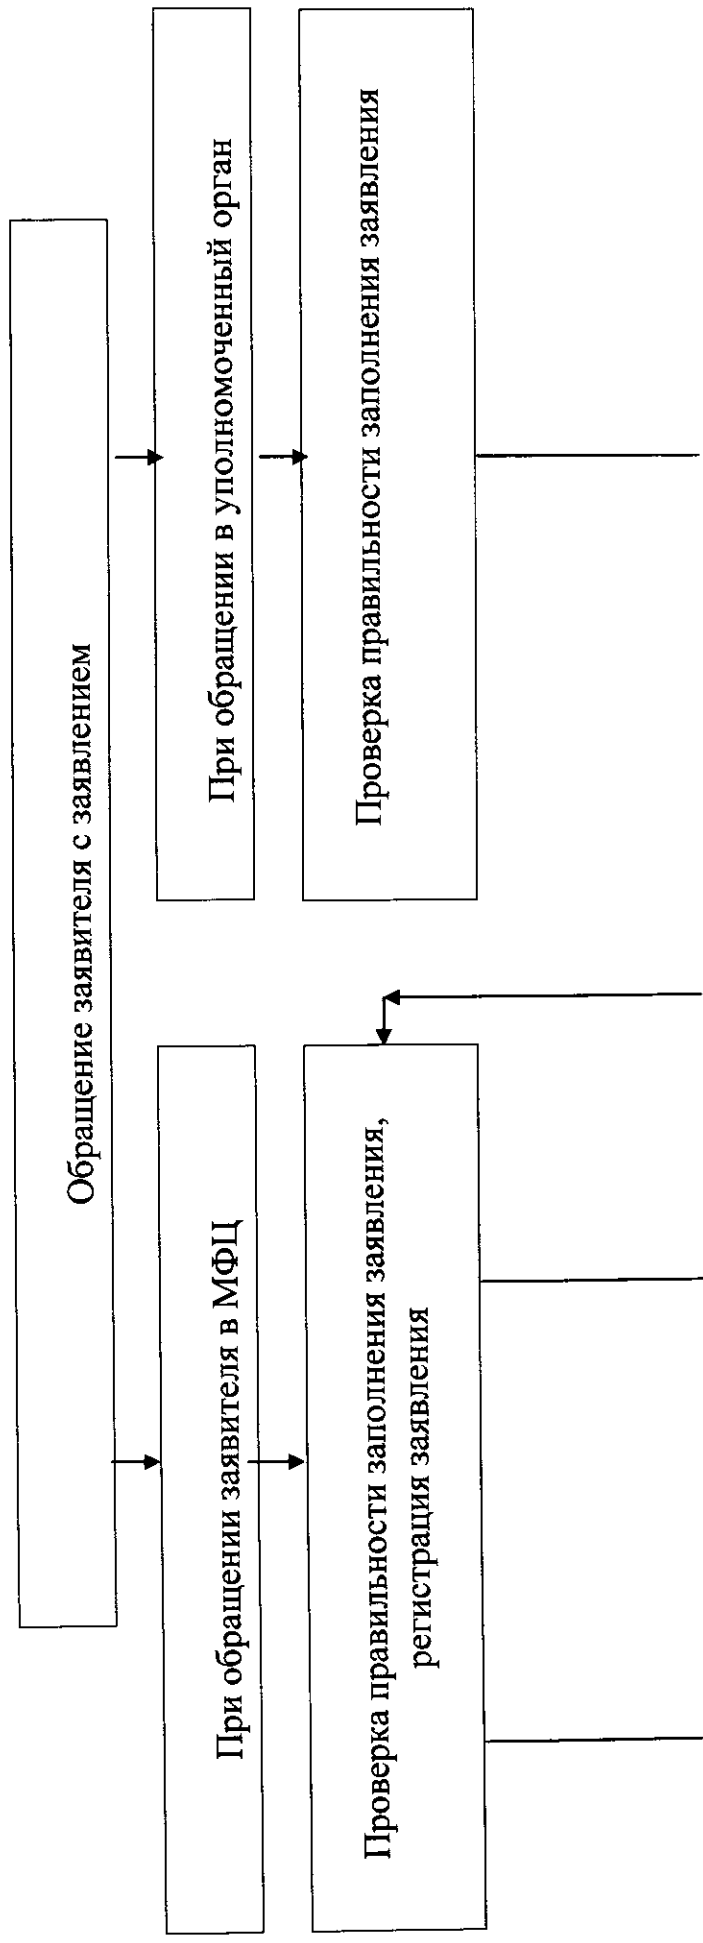 Обращение заявителя с заявлением
При обращении заявителя в МФЦ
При обращении в уполномоченный орган
Проверка правильности заполнения заявления,
регистрация заявления
Проверка правильности заполнения заявления